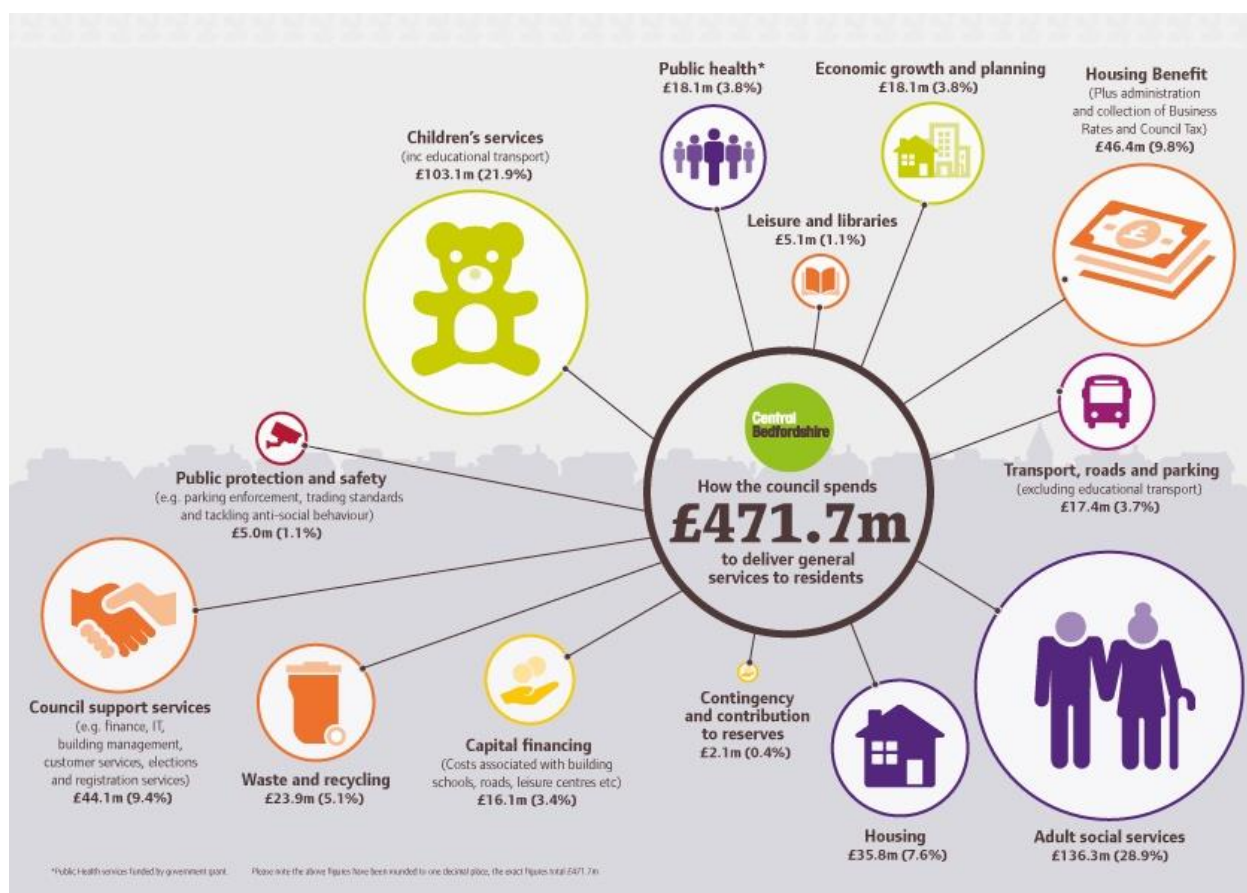 Public health*
£18.1m (3.8%)
Economic growth and planning
£18.1m (3.8%)
Housing Benefit
(Plus administration
and collection of Business
Rates and Council Tax)
£46.4m (9.8%)
Children's services
(inc educational transport)
£103.1m (21.9%)
Leisure and libraries
£5.1m (1.1%)
£
Central
Bedfordshire
How the council spends
£471.7m
to deliver general
services to residents
Transport, roads and parking
(excluding educational transport)
£17.4m (3.7%)
Public protection and safety
(e.g. parking enforcement, trading standards
and tackling anti-social behaviour)
£5.0m (1.1%)
Council support services
(e.g. finance, IT,
building management,
customer services, elections
and registration services)
£44.1m (9.4%)
Waste and recycling
£23.9m (5.1%)
Capital financing
(Costs associated with building
schools, roads, leisure centres etc)
£16.1m (3.4%)
Contingency
and contribution
to reserves
£2.1m (0.4%)
Housing
£35.8m (7.6%)
Adult social services
£136.3m (28.9%)
*Public Health services funded by government grant.
Please note the above figures have been rounded to one decimal place, the exact figures total £471.7m